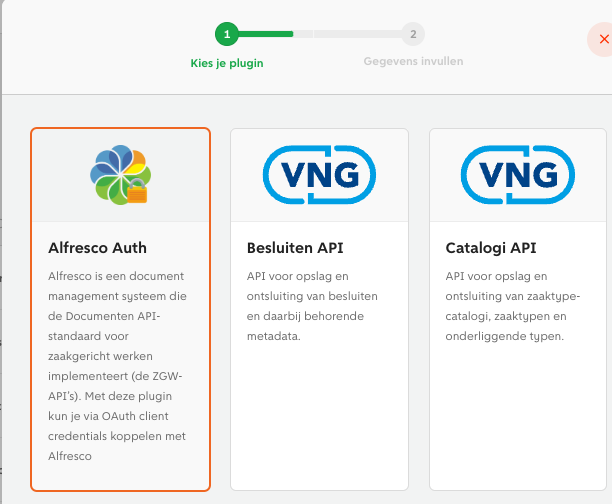 1
2
Kies je plugin
Gegevens invullen
Alfresco Auth
Alfresco is een document
management systeem die
de Documenten API-
standaard voor
zaakgericht werken
implementeert (de ZGW-
API's). Met deze plugin
kun je via OAuth client
credentials koppelen met
Alfresco
VNG
Besluiten API
API voor opslag en
ontsluiting van besluiten
en daarbij behorende
metadata.
VNG
Catalogi API
API voor opslag en
ontsluiting van zaaktype-
catalogi, zaaktypen en
onderliggende typen.